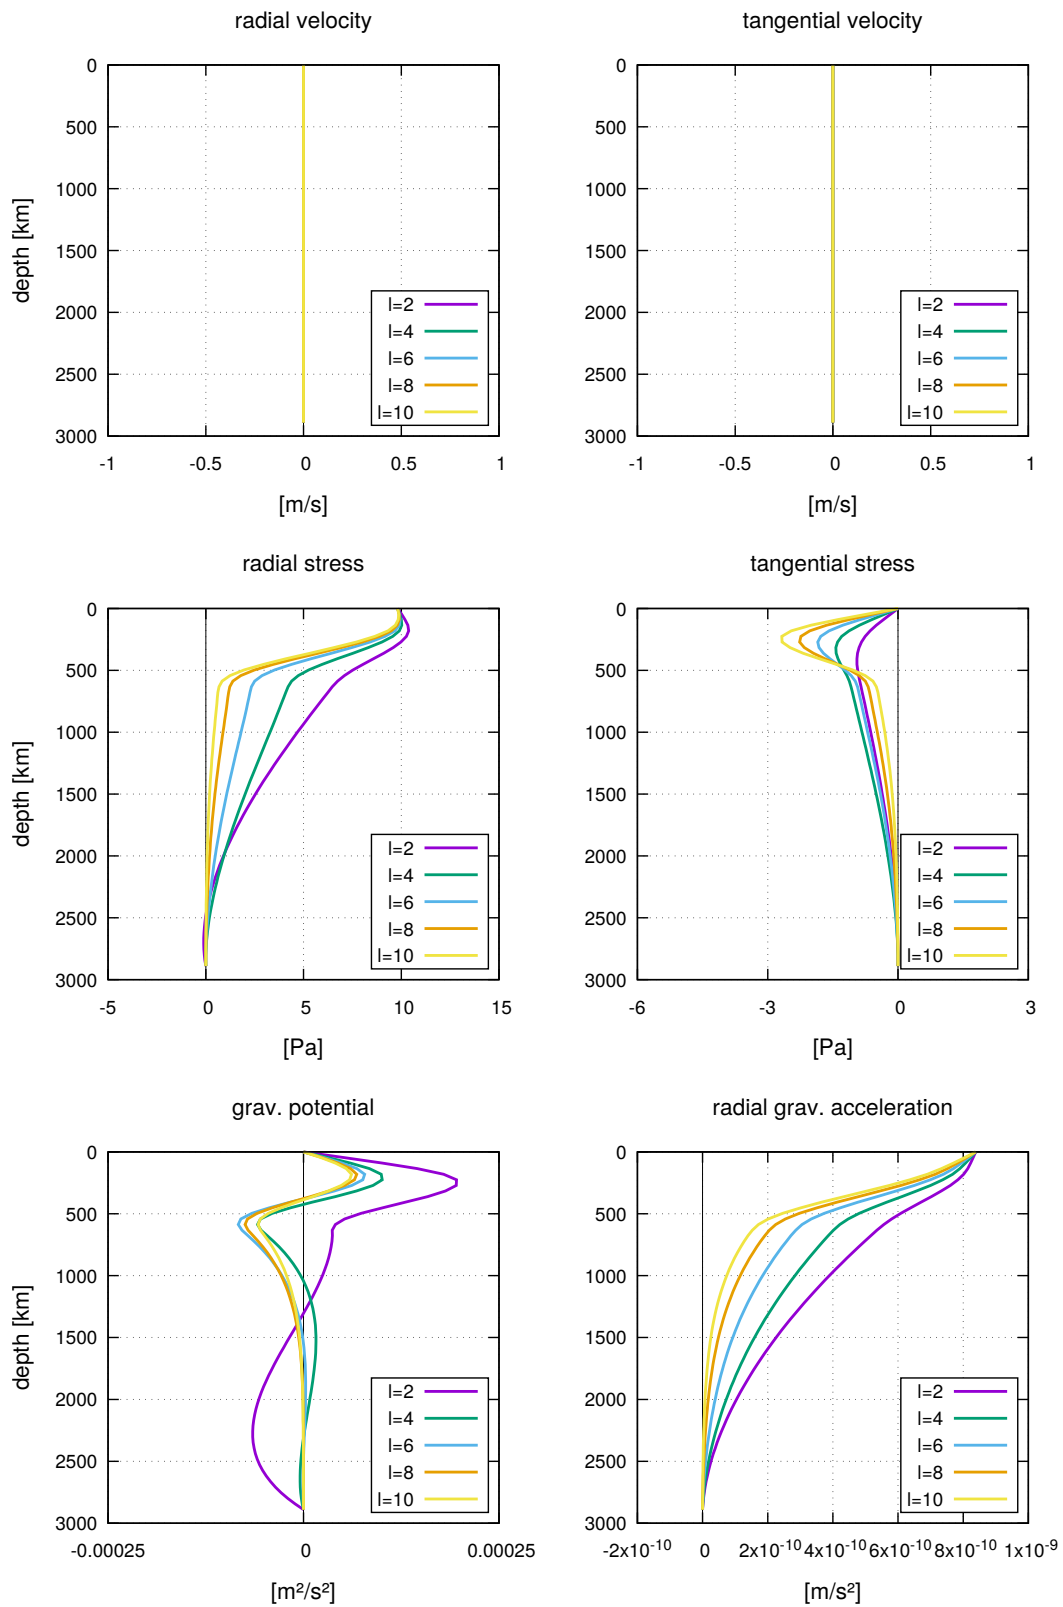 radial velocity
tangential velocity
0
500
1000
1500
2000
2500
3000
depth [km]
l=2
l=4
l=6
l=8
l=10
-1
-0.5
0
0.5
1
[m/s]
0
500
1000
1500
2000
2500
3000
l=2
l=4
l=6
l=8
l=10
-1
-0.5
0
0.5
1
[m/s]
radial stress
tangential stress
0
500
1000
1500
2000
2500
3000
depth [km]
l=2
l=4
l=6
l=8
l=10
-5
0
5
10
15
[Pa]
0
500
1000
1500
2000
2500
3000
l=2
l=4
l=6
l=8
l=10
-6
-3
0
3
[Pa]
grav. potential
radial grav. acceleration
0
500
1000
1500
2000
2500
3000
depth [km]
l=2
l=4
l=6
l=8
l=10
-0.00025
0
0.00025
[m²/s²]
0
500
1000
1500
2000
2500
3000
l=2
l=4
l=6
l=8
l=10
-2x10⁻¹⁰
0
2x10⁻¹⁰
4x10⁻¹⁰
6x10⁻¹⁰
8x10⁻¹⁰
1x10⁻⁹
[m/s²]